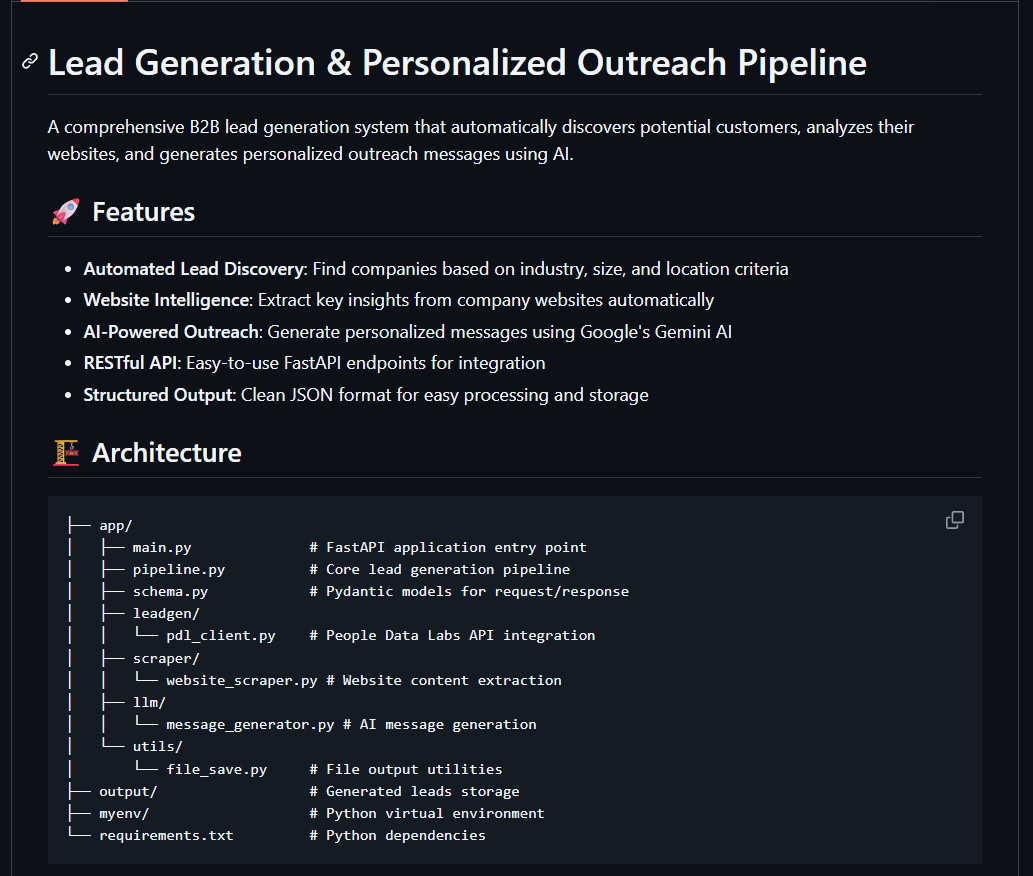 Lead Generation & Personalized Outreach Pipeline
A comprehensive B2B lead generation system that automatically discovers potential customers, analyzes their
websites, and generates personalized outreach messages using AI.
🚀 Features
• Automated Lead Discovery: Find companies based on industry, size, and location criteria
• Website Intelligence: Extract key insights from company websites automatically
• AI-Powered Outreach: Generate personalized messages using Google's Gemini AI
• RESTful API: Easy-to-use FastAPI endpoints for integration
• Structured Output: Clean JSON format for easy processing and storage
🏗️ Architecture
├── app/
│   ├── main.py              # FastAPI application entry point
│   ├── pipeline.py          # Core lead generation pipeline
│   ├── schema.py            # Pydantic models for request/response
│   ├── leadgen/
│   │   └── pdl_client.py    # People Data Labs API integration
│   ├── scraper/
│   │   └── website_scraper.py # Website content extraction
│   ├── llm/
│   │   └── message_generator.py # AI message generation
│   └── utils/
│       └── file_save.py     # File output utilities
├── output/                  # Generated leads storage
├── myenv/                   # Python virtual environment
└── requirements.txt         # Python dependencies